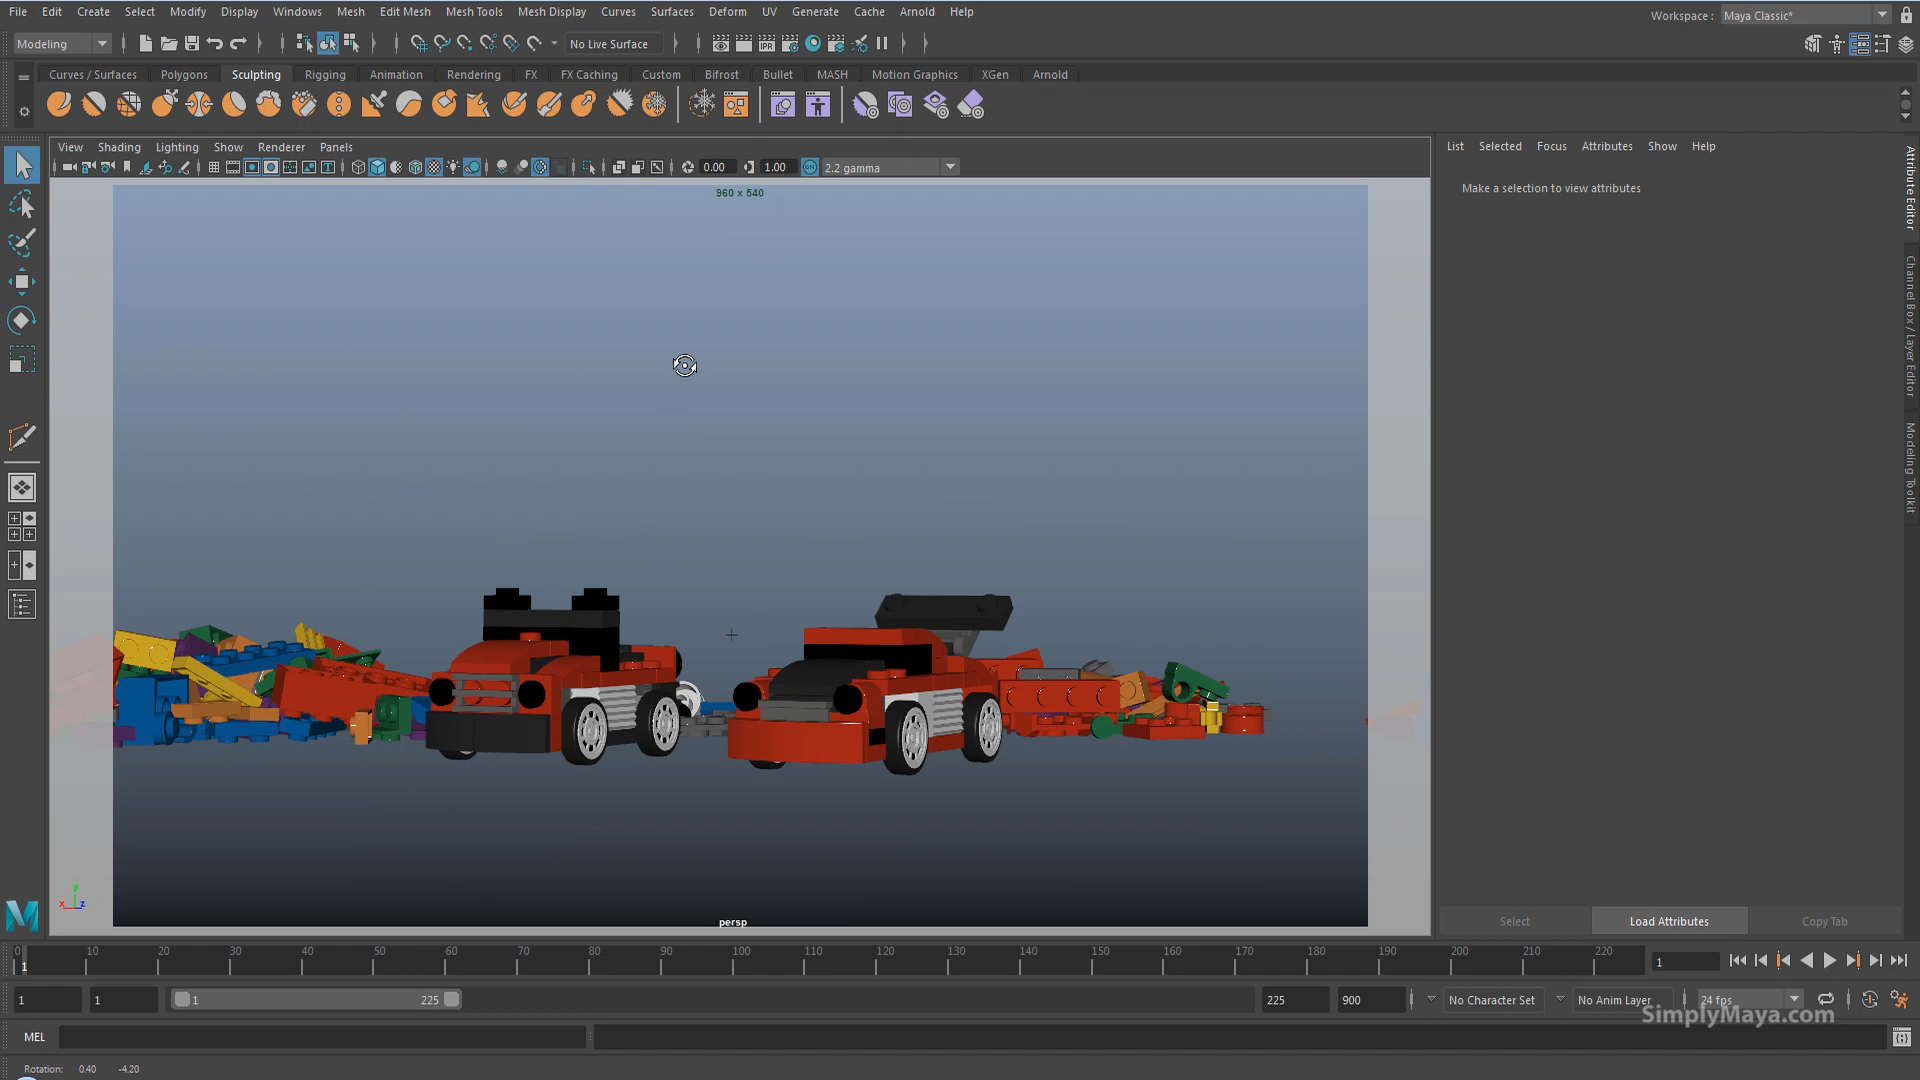 File Edit Create Select Modify Display Windows Mesh Edit Mesh Mesh Tools Mesh Display Curves Surfaces Deform UV Generate Cache Arnold Help
Workspace : Maya Classic*
Modeling
No Live Surface
IPR
Curves / Surfaces Polygons Sculpting Rigging Animation Rendering FX FX Caching Custom Bifrost Bullet MASH Motion Graphics XGen Arnold
View Shading Lighting Show Renderer Panels
0.00 1.00 ON 2.2 gamma
960 x 540
List Selected Focus Attributes Show Help
Make a selection to view attributes
Attribute Editor
Channel Box / Layer Editor
Modeling Toolkit
y
x z
persp
Select Load Attributes Copy Tab
0 10 20 30 40 50 60 70 80 90 100 110 120 130 140 150 160 170 180 190 200 210 220
1
1
1 1 1 225 225 900 No Character Set No Anim Layer 24 fps
SimplyMaya.com
MEL
Rotation: 0.40 -4.20